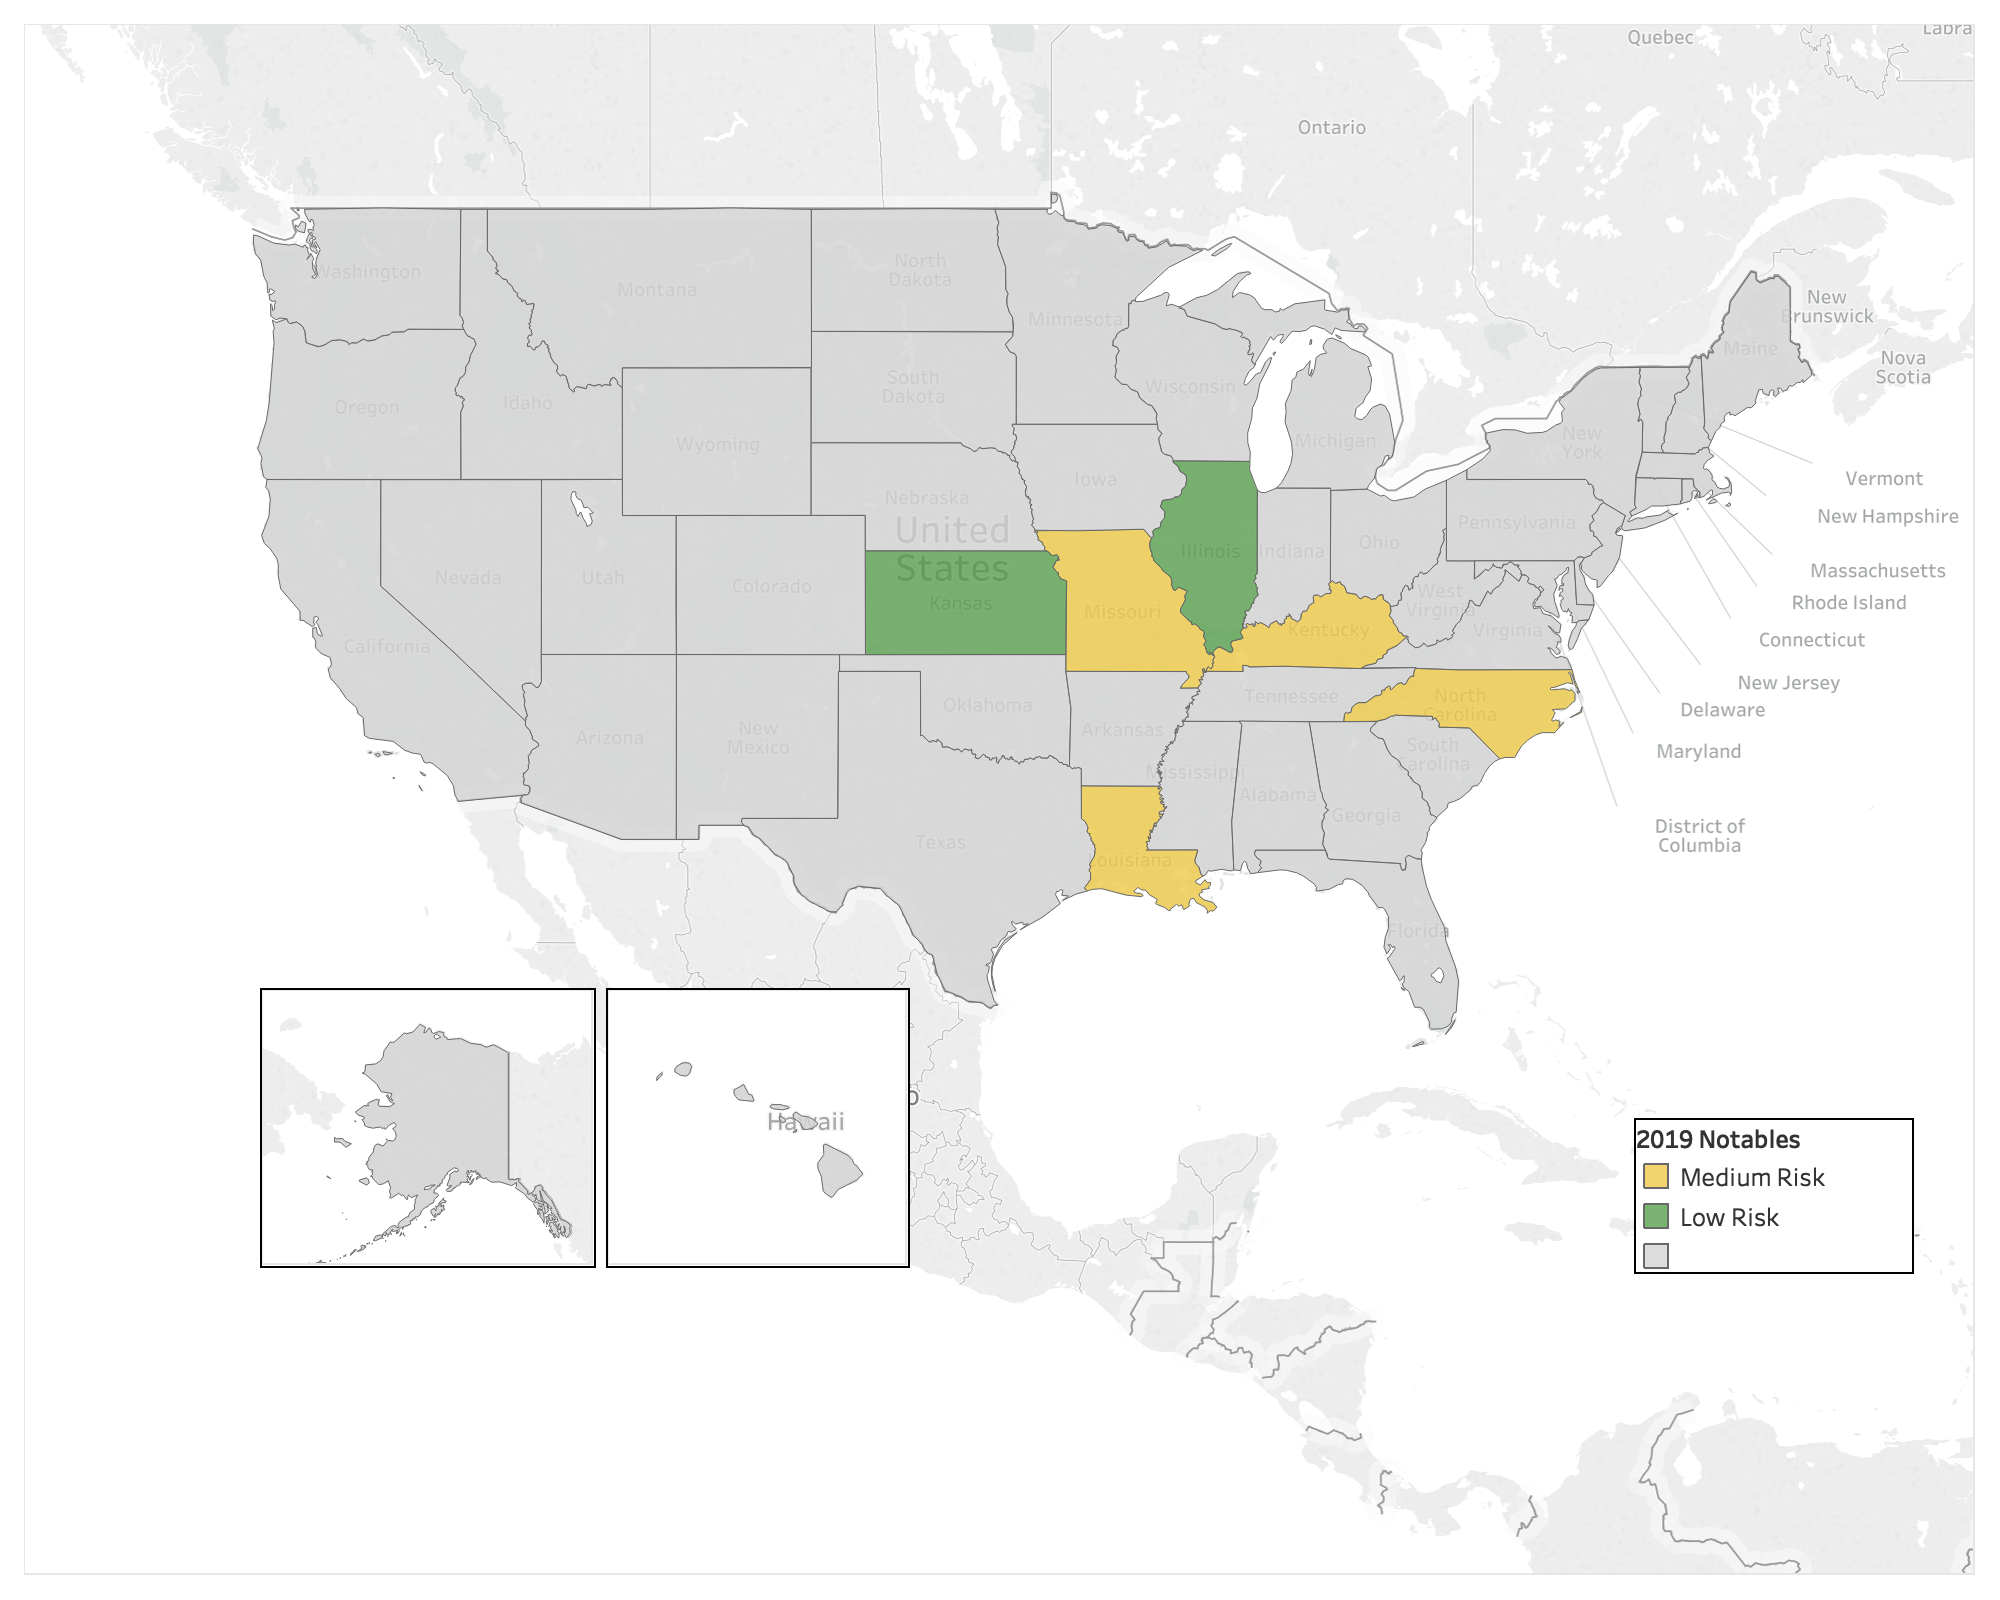 Labra
Quebec
Ontario
Washington
Montana
North
Dakota
Minnesota
New
Brunswick
Maine
Nova
Scotia
Oregon
Idaho
South
Dakota
Wisconsin
Wyoming
Michigan
New
York
Iowa
Nebraska
Vermont
New Hampshire
United
States
Pennsylvania
Illinois
Indiana
Ohio
Massachusetts
Nevada
Utah
Colorado
Kansas
Missouri
West
Virginia
Rhode Island
Kentucky
Virginia
Connecticut
California
New Jersey
Oklahoma
Tennessee
North
Carolina
Delaware
Arizona
New
Mexico
Arkansas
South
Carolina
Maryland
Mississippi
Alabama
Georgia
Texas
District of
Columbia
Louisiana
Florida
Hawaii
o
2019 Notables
Medium Risk
Low Risk